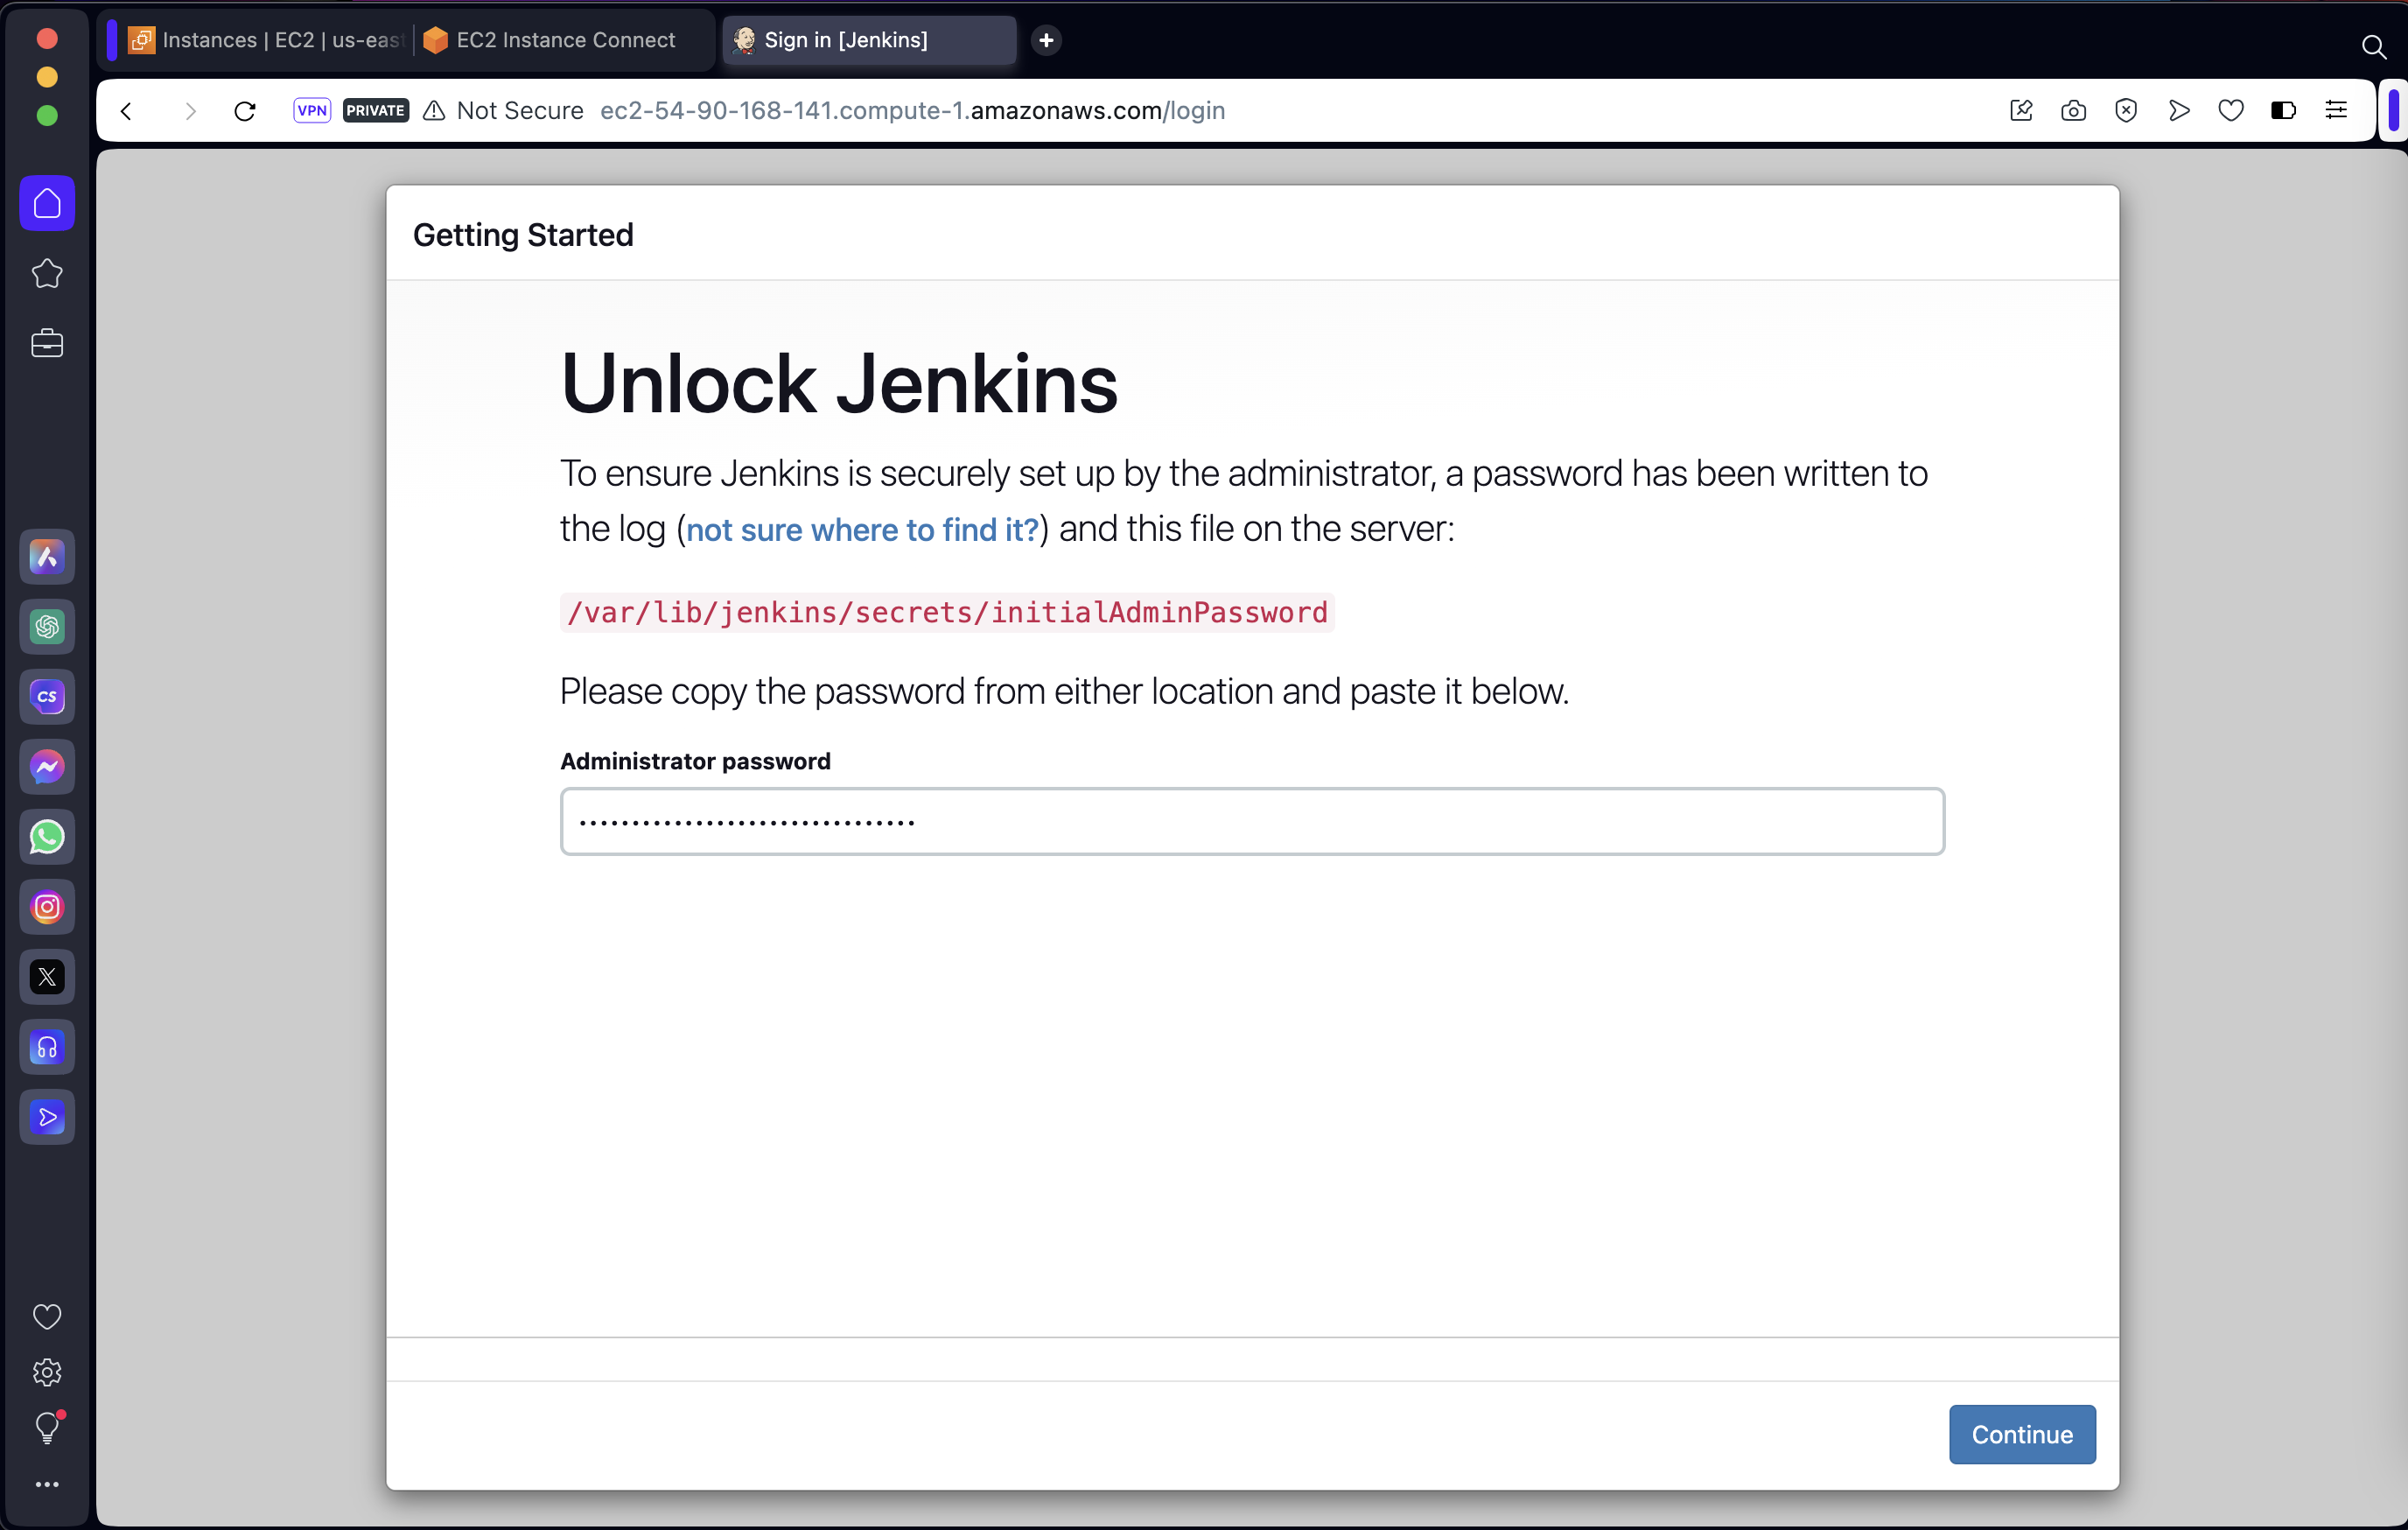 Instances | EC2 | us-east
EC2 Instance Connect
Sign in [Jenkins]
VPN
PRIVATE
Not Secure
ec2-54-90-168-141.compute-1.amazonaws.com/login
Getting Started
Unlock Jenkins
To ensure Jenkins is securely set up by the administrator, a password has been written to
the log (not sure where to find it?) and this file on the server:
/var/lib/jenkins/secrets/initialAdminPassword
Please copy the password from either location and paste it below.
Administrator password
••••••••••••••••••••••••••••••••
CS
Continue